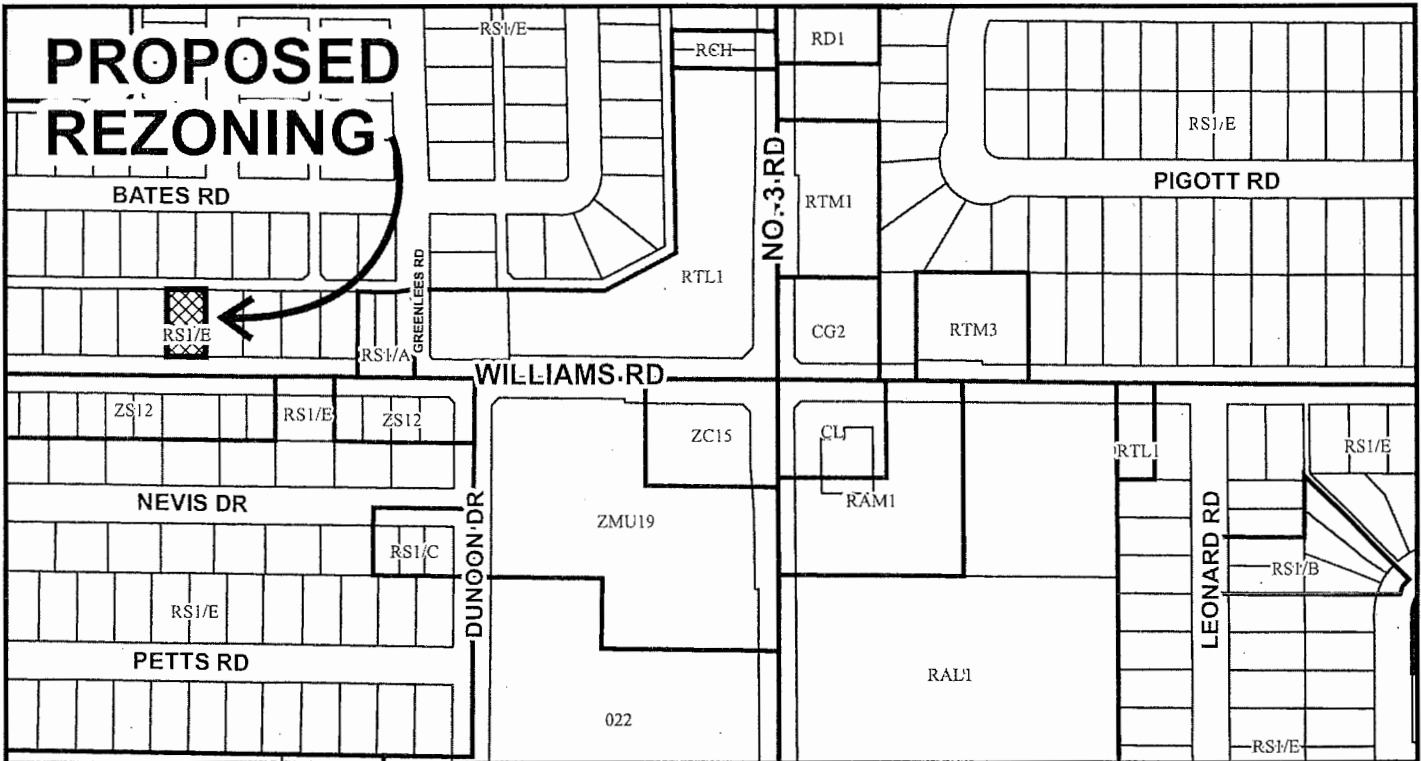 PROPOSED
REZONING
RS1/E
RCH
RD1
RS1/E
BATES RD
PIGOTT RD
NO. 3 RD
RTM1
GREENLEES RD
RTL1
RS1/E
RS1/A
CG2
RTM3
WILLIAMS RD
ZS12
RS1/E
ZS12
ZC15
CL
RTL1
RS1/E
NEVIS DR
RAM1
ZMU19
DUNOON DR
RS1/C
LEONARD RD
RS1/B
RS1/E
PETTS RD
RAL1
022
RS1/E